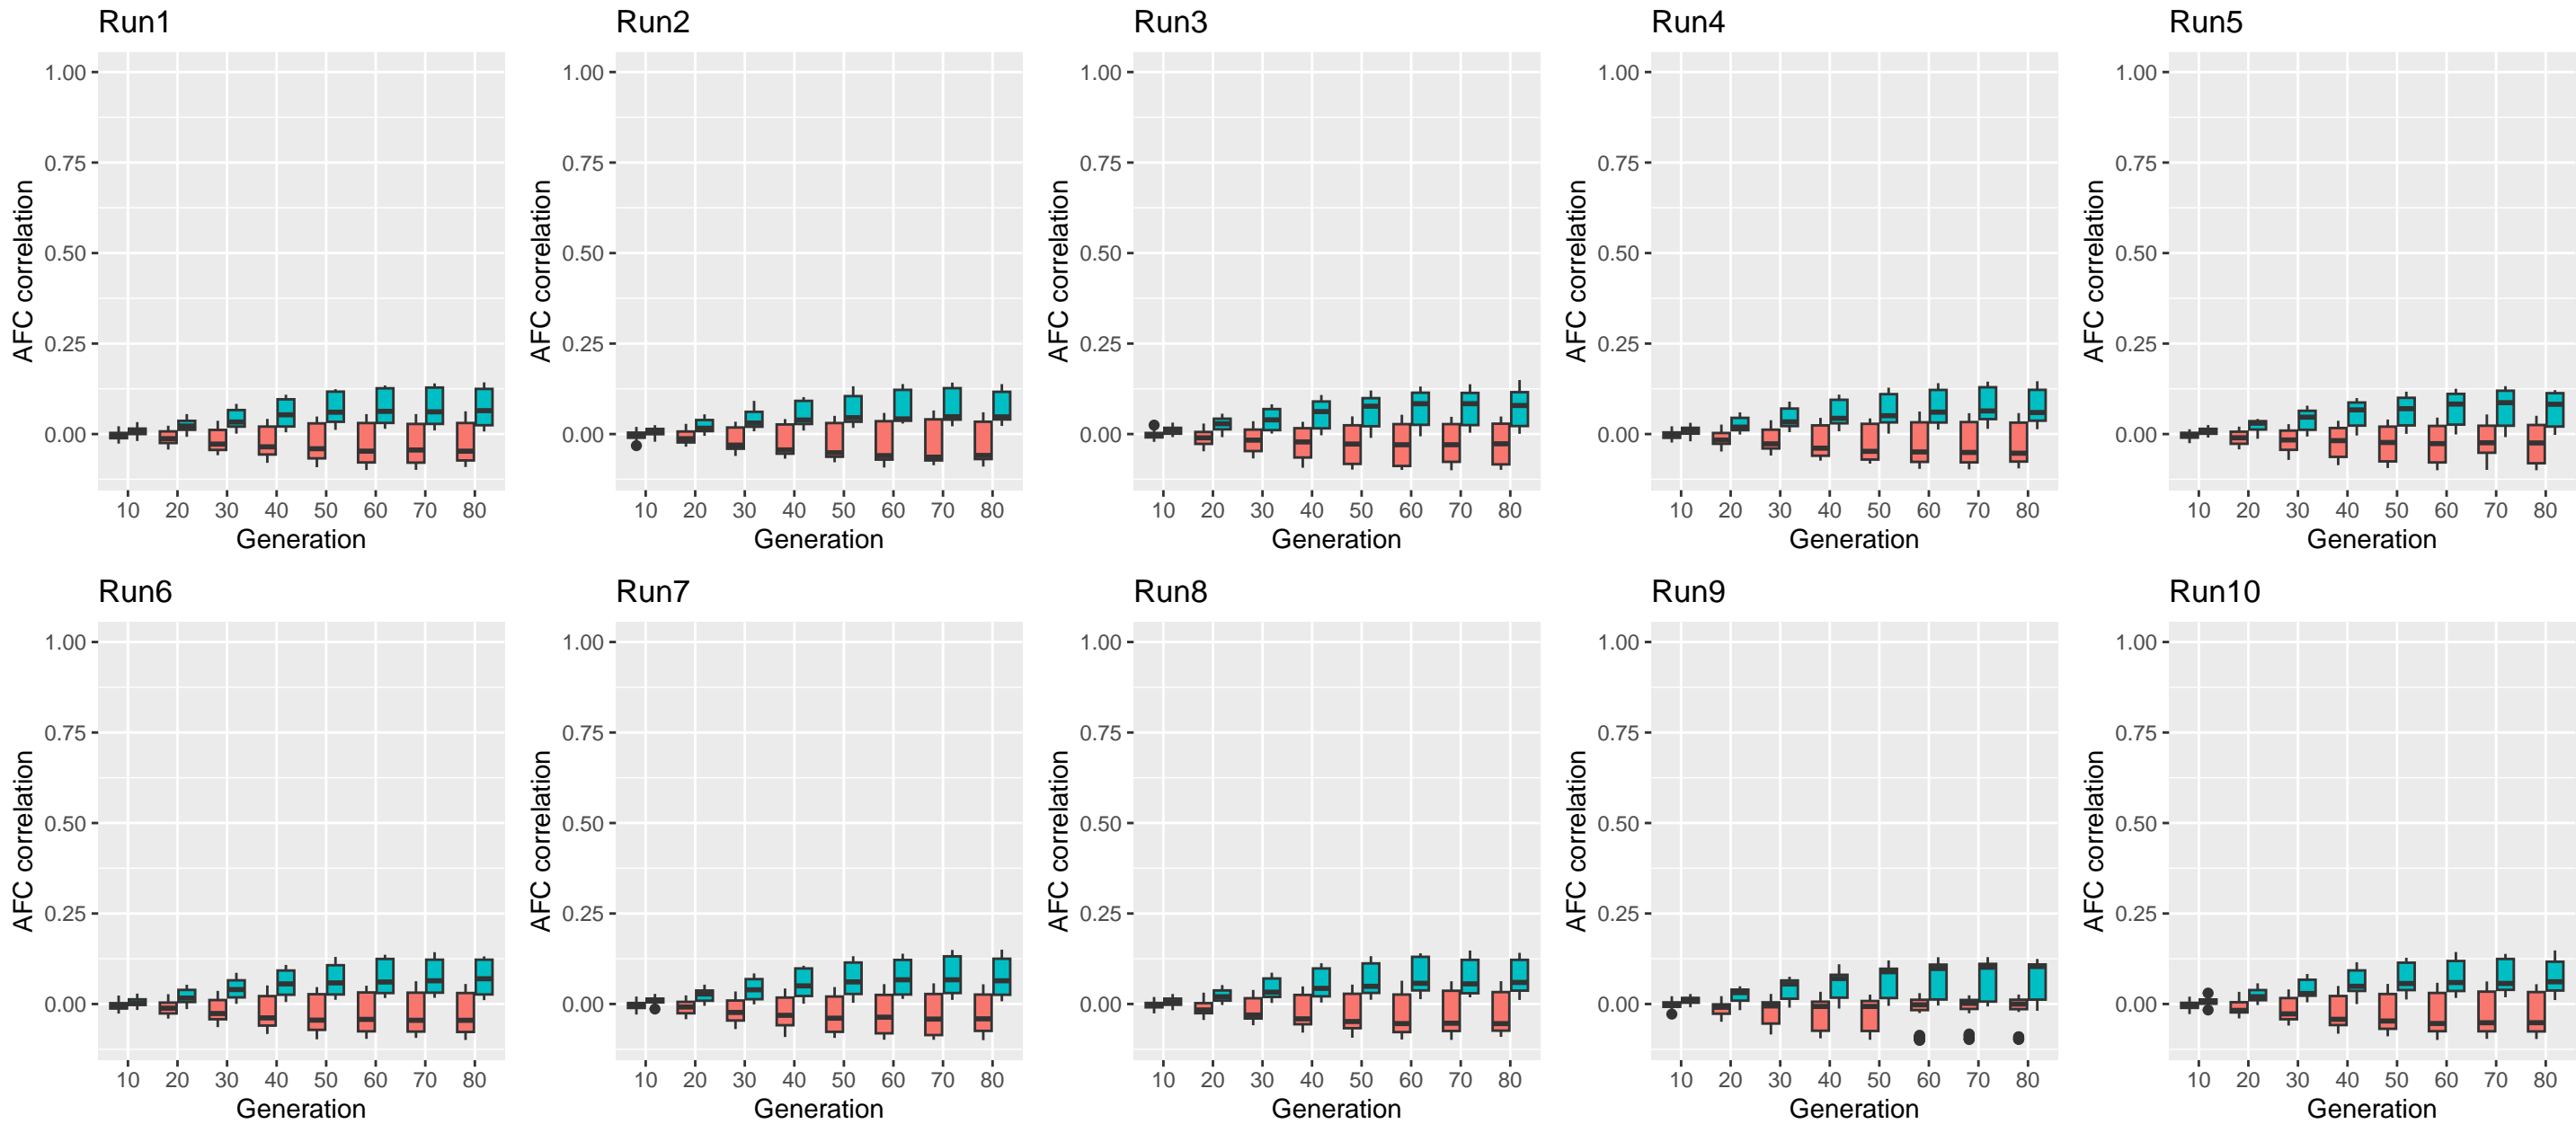 Run1 Run2 Run3 Run4 Run5
1.00 1.00 1.00 1.00 1.00
0.75 0.75 0.75 0.75 0.75
0.50 0.50 0.50 0.50 0.50
0.25 0.25 0.25 0.25 0.25
0.00 0.00 0.00 0.00 0.00
AFC correlation AFC correlation AFC correlation AFC correlation AFC correlation
10 20 30 40 50 60 70 80 10 20 30 40 50 60 70 80 10 20 30 40 50 60 70 80 10 20 30 40 50 60 70 80 10 20 30 40 50 60 70 80
Generation Generation Generation Generation Generation
Run6 Run7 Run8 Run9 Run10
1.00 1.00 1.00 1.00 1.00
0.75 0.75 0.75 0.75 0.75
0.50 0.50 0.50 0.50 0.50
0.25 0.25 0.25 0.25 0.25
0.00 0.00 0.00 0.00 0.00
AFC correlation AFC correlation AFC correlation AFC correlation AFC correlation
10 20 30 40 50 60 70 80 10 20 30 40 50 60 70 80 10 20 30 40 50 60 70 80 10 20 30 40 50 60 70 80 10 20 30 40 50 60 70 80
Generation Generation Generation Generation Generation